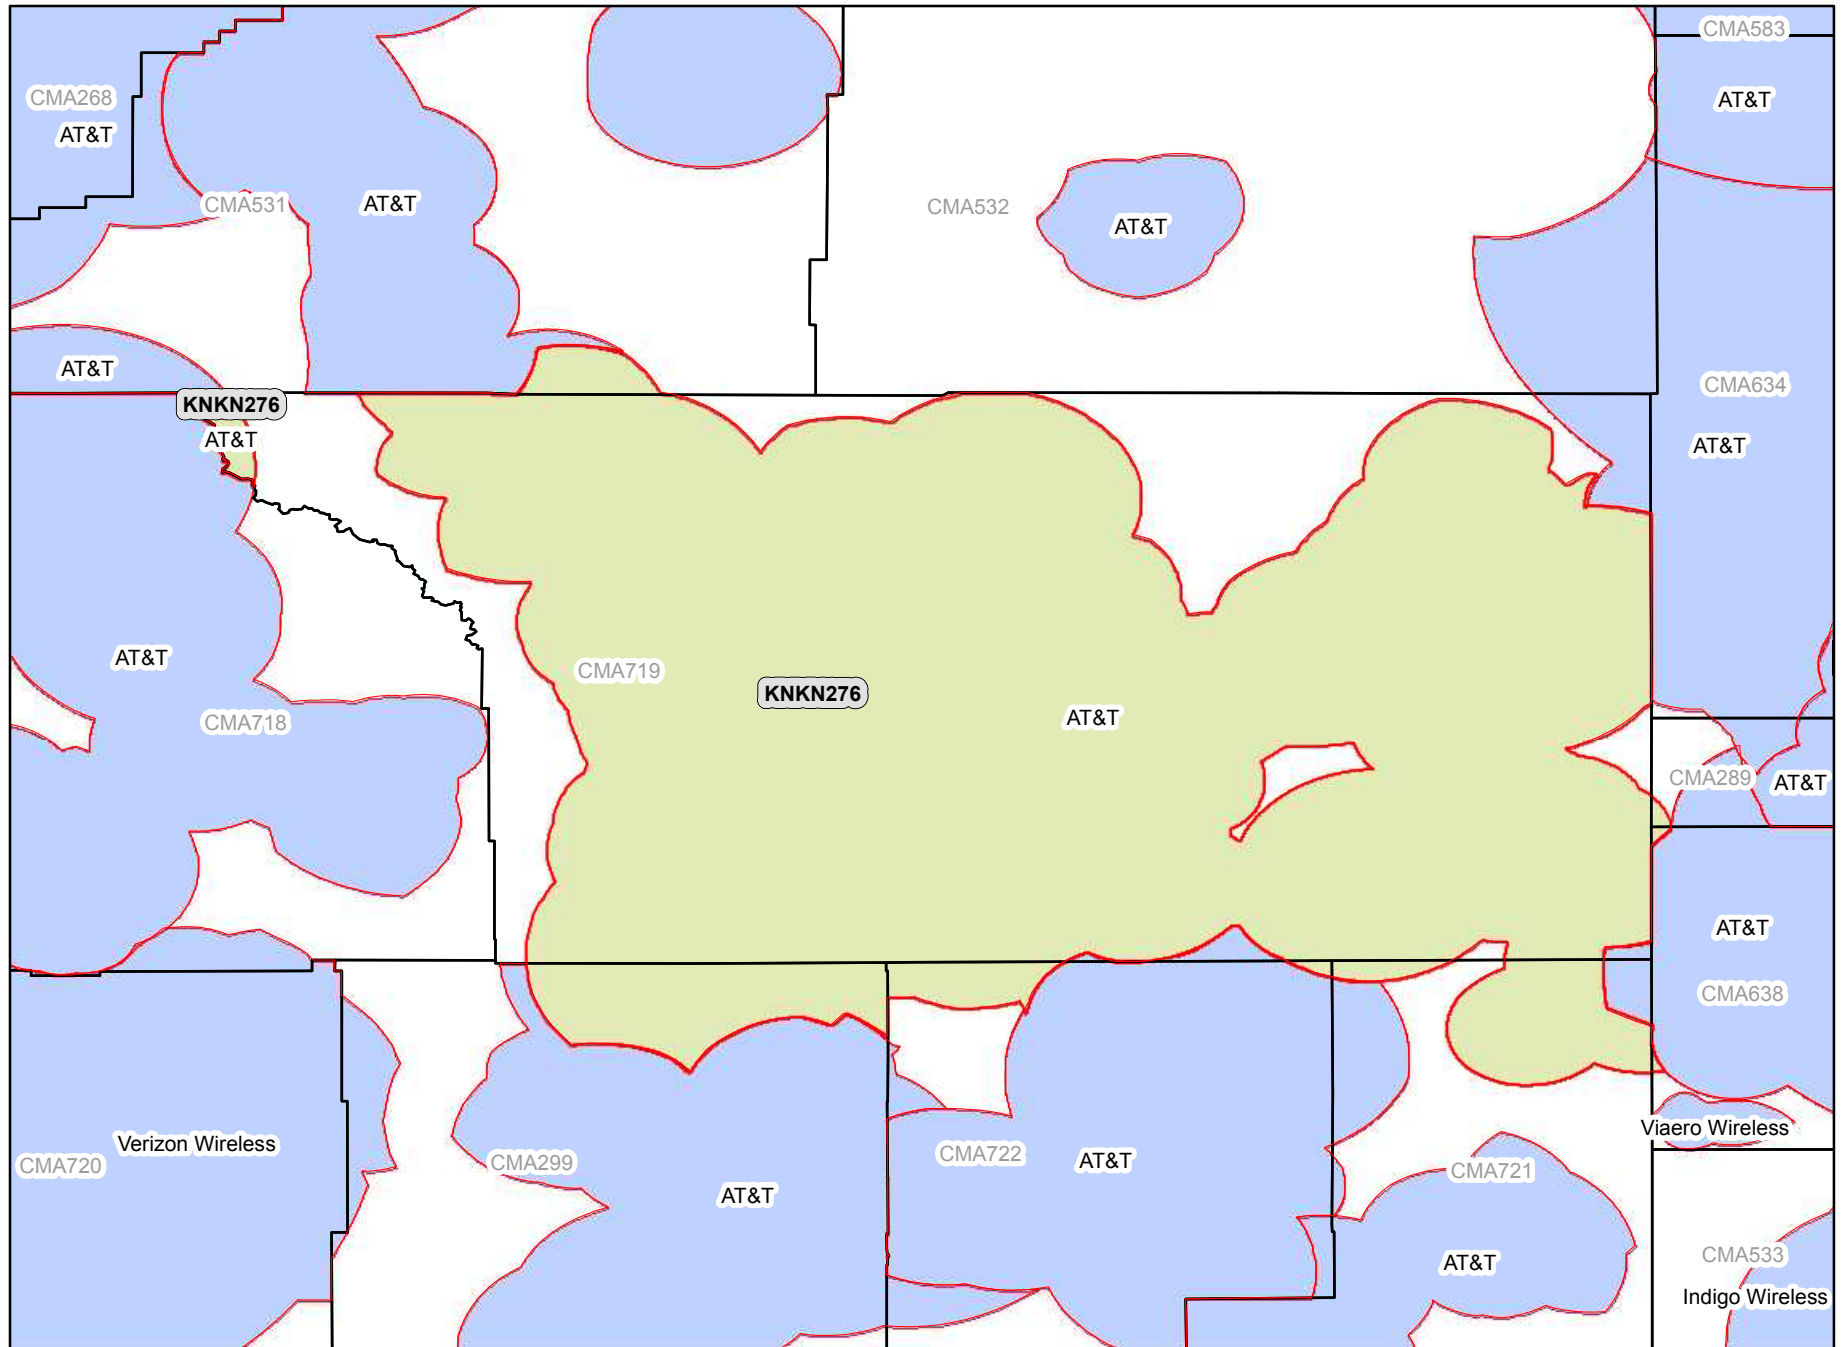 CMA583
CMA268
AT&T
AT&T
CMA531
AT&T
CMA532
AT&T
AT&T
CMA634
KNKN276
AT&T
AT&T
AT&T
CMA719
KNKN276
AT&T
CMA718
CMA289
AT&T
AT&T
CMA638
Viaero Wireless
Verizon Wireless
CMA720
CMA299
CMA722
AT&T
CMA721
AT&T
CMA533
AT&T
Indigo Wireless